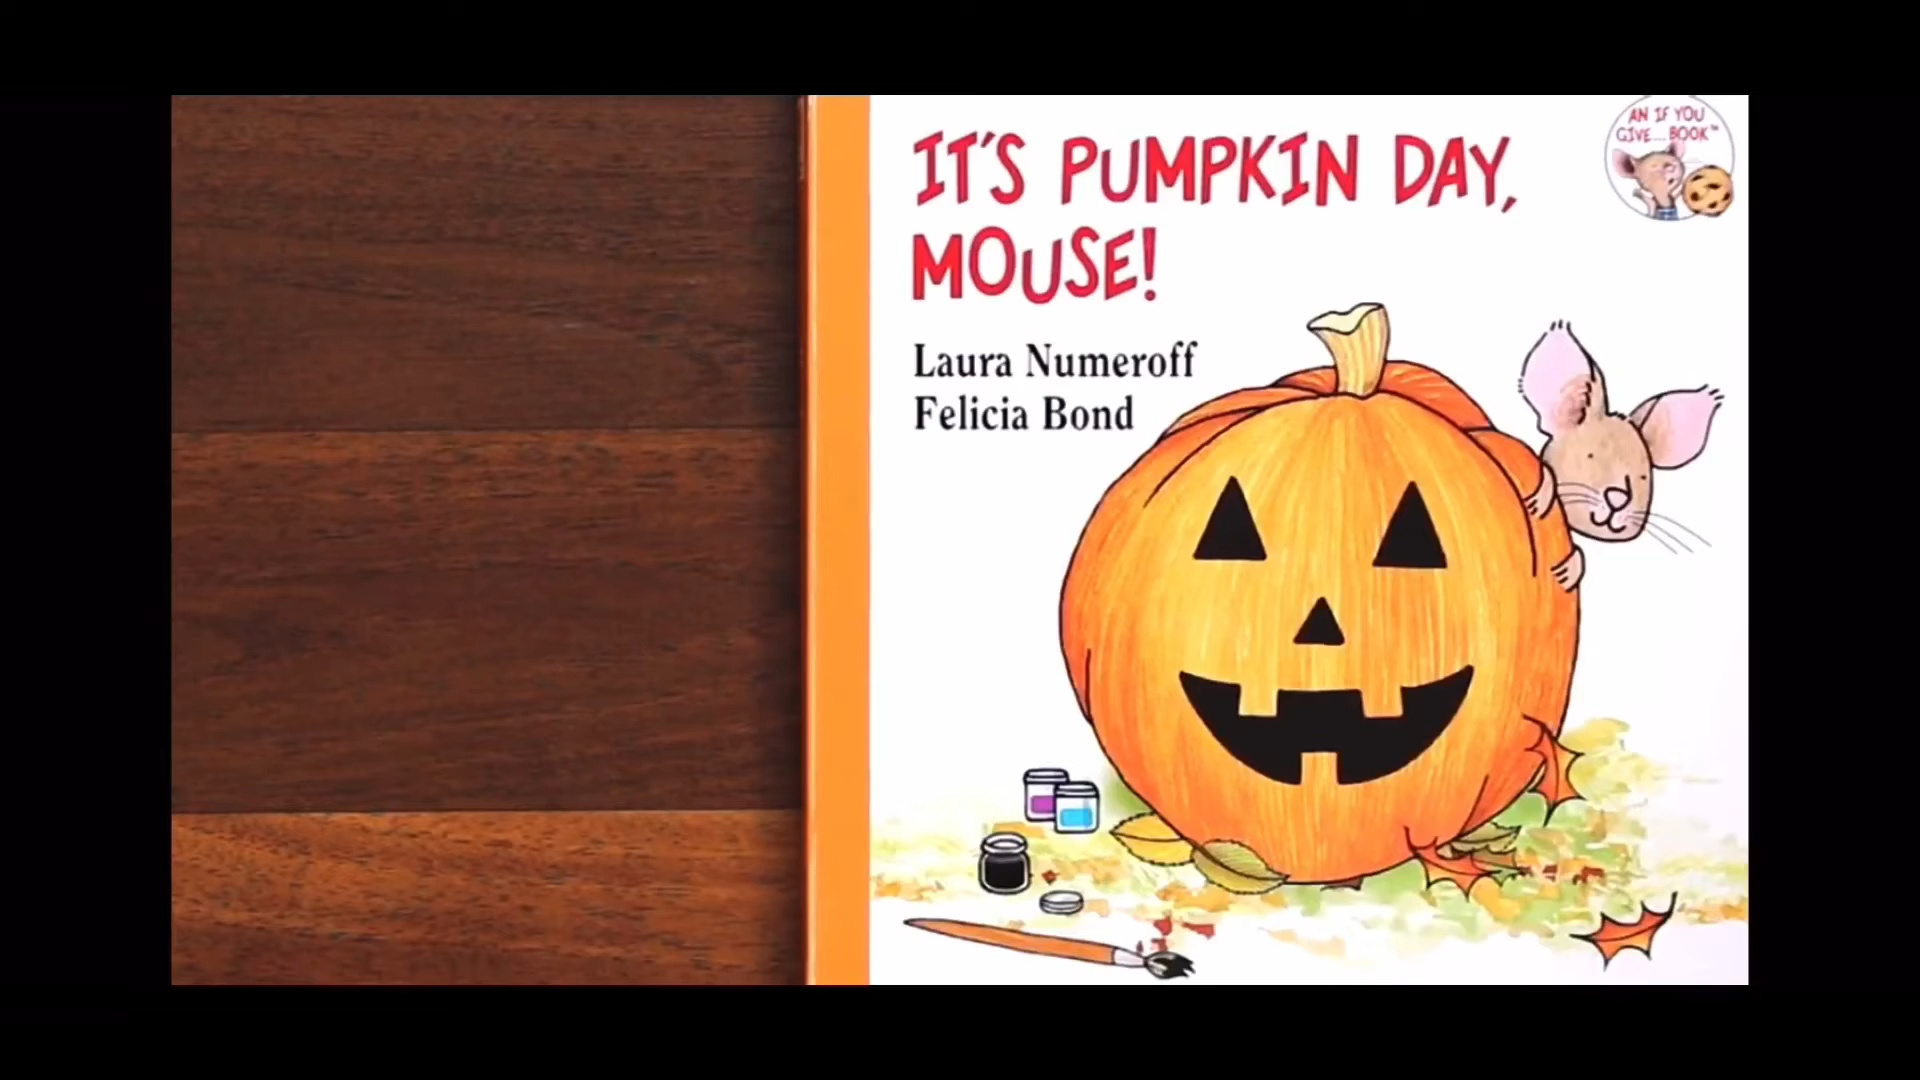 IT'S PUMPKIN DAY,
MOUSE!
Laura Numeroff
Felicia Bond
AN IF YOU
GIVE...BOOK™